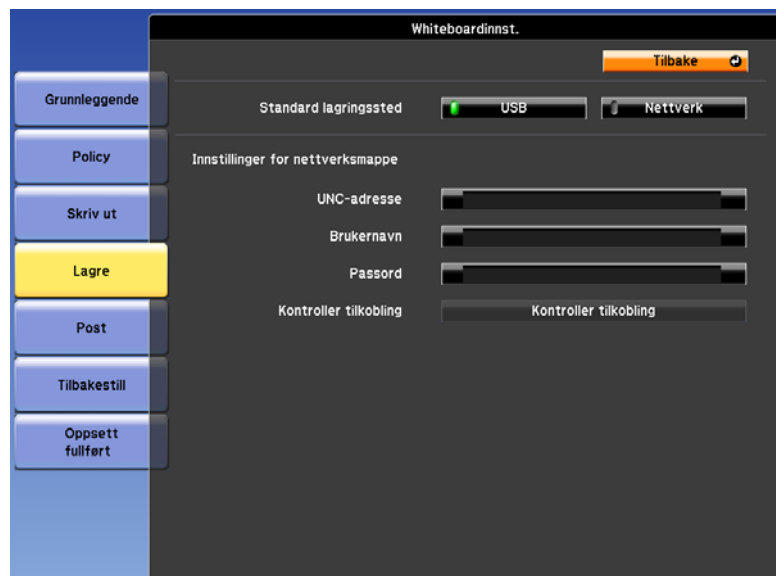 Whiteboardinnst.
Tilbake
Grunnleggende
Policy
Skriv ut
Lagre
Post
Tilbakestill
Oppsett
fullført
Standard lagringssted USB Nettverk
Innstillinger for nettverksmappe
UNC-adresse
Brukernavn
Passord
Kontroller tilkobling Kontroller tilkobling